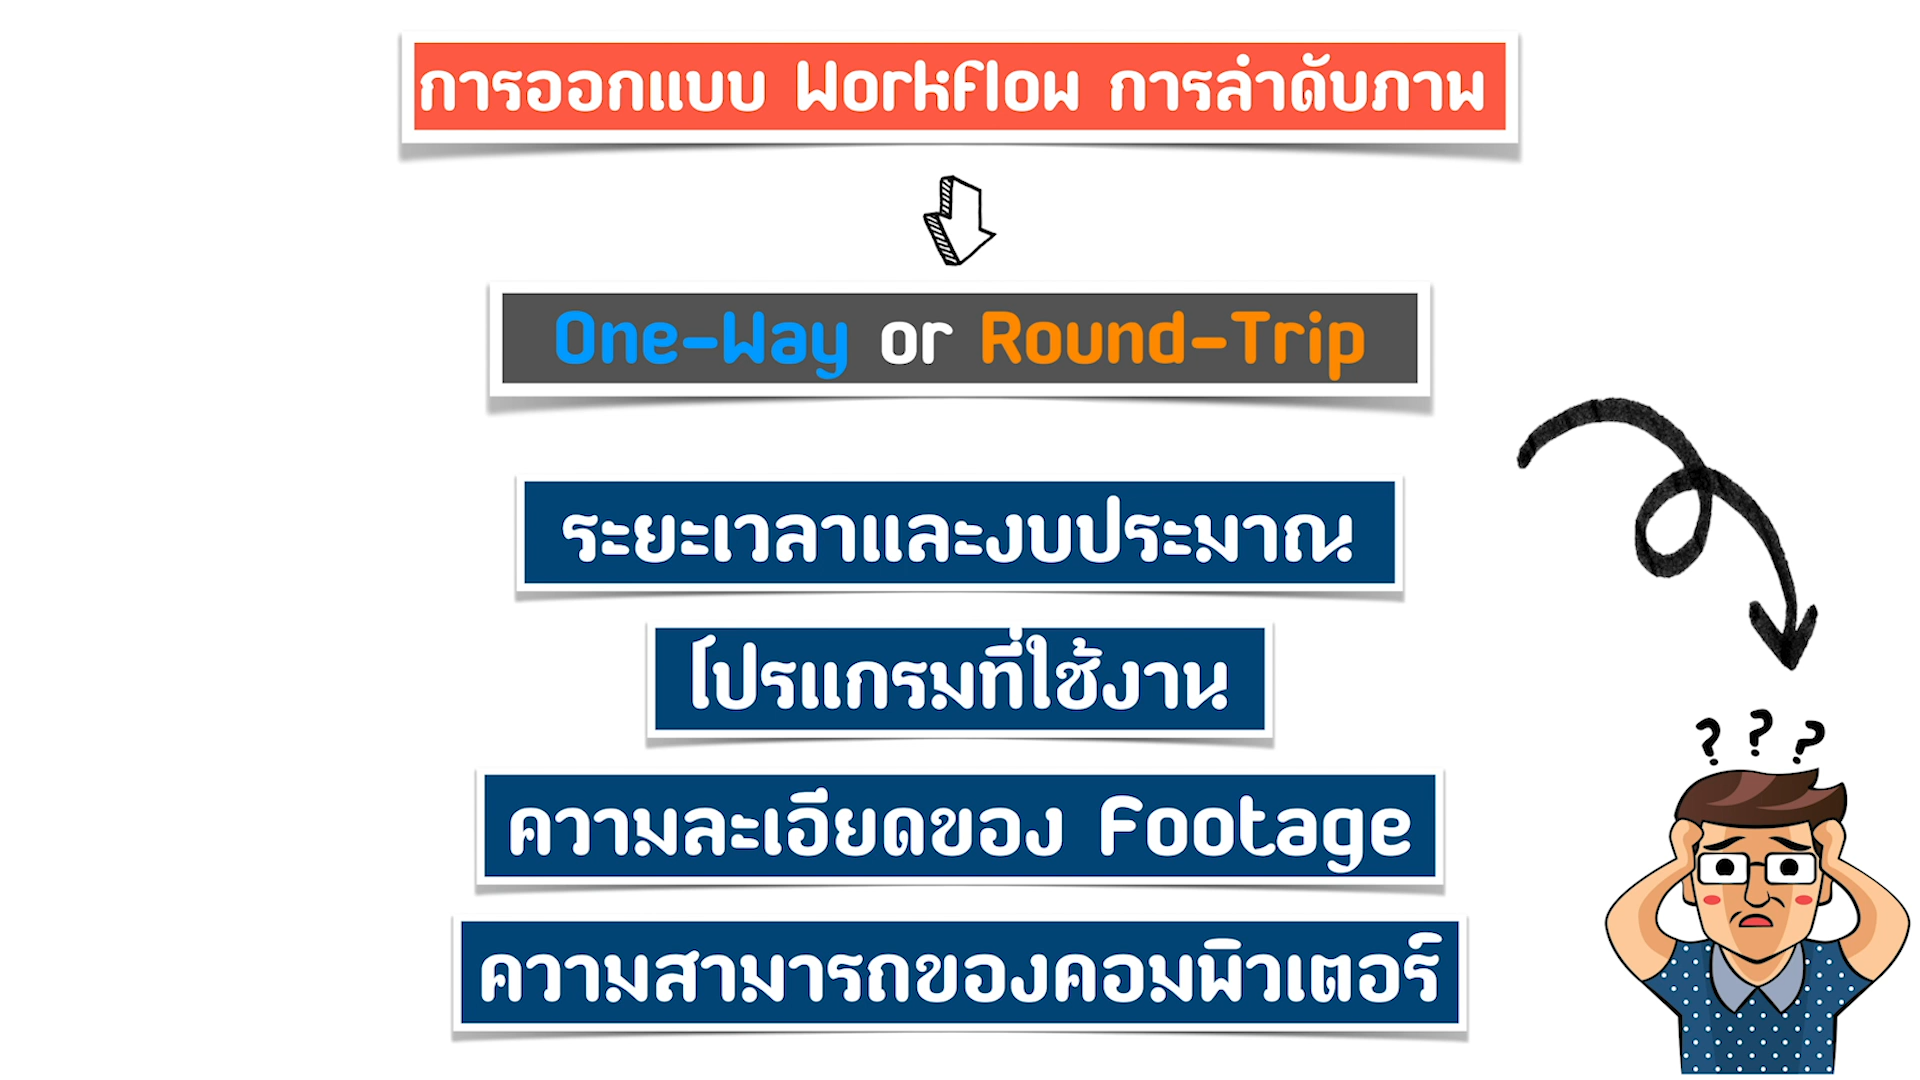 การออกแบบ Workflow การลำดับภาพ
One-Way or Round-Trip
ระยะเวลาและงบประมาณ
โปรแกรมที่ใช้งาน
ความละเอียดของ Footage
ความสามารถของคอมพิวเตอร์
? ? ?